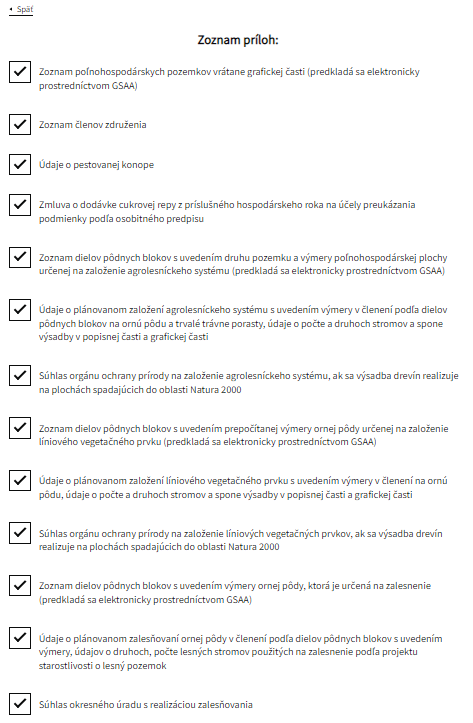 Späť
Zoznam príloh:
Zoznam poľnohospodárskych pozemkov vrátane grafickej časti (predkladá sa elektronicky
prostredníctvom GSAA)
Zoznam členov združenia
Údaje o pestovanej konope
Zmluva o dodávke cukrovej repy z príslušného hospodárskeho roka na účely preukázania
podmienky podľa osobitného predpisu
Zoznam dielov pôdnych blokov s uvedením druhu pozemku a výmery poľnohospodárskej plochy
určenej na založenie agrolesníckeho systému (predkladá sa elektronicky prostredníctvom GSAA)
Údaje o plánovanom založení agrolesníckeho systému s uvedením výmery v členení podľa dielov
pôdnych blokov na ornú pôdu a trvalé trávne porasty, údaje o počte a druhoch stromov a spone
výsadby v popisnej časti a grafickej časti
Súhlas orgánu ochrany prírody na založenie agrolesníckeho systému, ak sa výsadba drevín realizuje
na plochách spadajúcich do oblasti Natura 2000
Zoznam dielov pôdnych blokov s uvedením prepočítanej výmery ornej pôdy určenej na založenie
líniového vegetačného prvku (predkladá sa elektronicky prostredníctvom GSAA)
Údaje o plánovanom založení líniového vegetačného prvku s uvedením výmery v členení na ornú
pôdu, údaje o počte a druhoch stromov a spone výsadby v popisnej časti a grafickej časti
Súhlas orgánu ochrany prírody na založenie líniových vegetačných prvkov, ak sa výsadba drevín
realizuje na plochách spadajúcich do oblasti Natura 2000
Zoznam dielov pôdnych blokov s uvedením výmery ornej pôdy, ktorá je určená na zalesnenie
(predkladá sa elektronicky prostredníctvom GSAA)
Údaje o plánovanom zalesňovaní ornej pôdy v členení podľa dielov pôdnych blokov s uvedením
výmery, údajov o druhoch, počte lesných stromov použitých na zalesnenie podľa projektu
starostlivosti o lesný pozemok
Súhlas okresného úradu s realizáciou zalesňovania